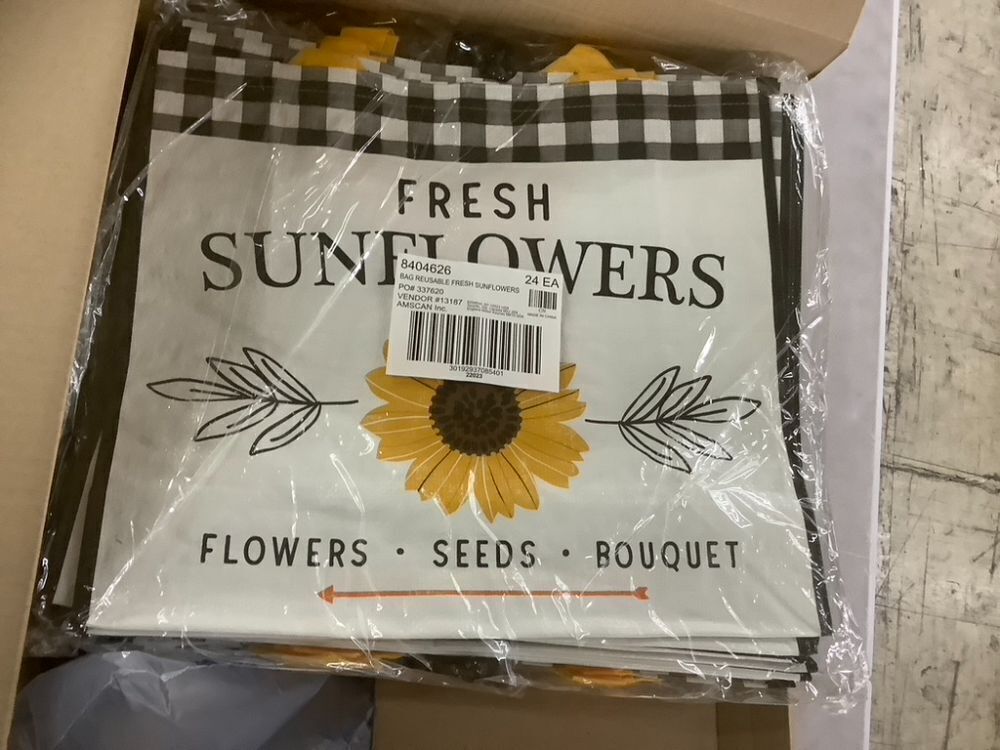 FRESH
SUNFLOWERS
8404626
24 EA
BAG REUSABLE FRESH SUNFLOWERS
PO# 337620
VENDOR #13187
AMSCAN Inc.
MADE IN CHINA
30192937085401
22023
FLOWERS • SEEDS • BOUQUET